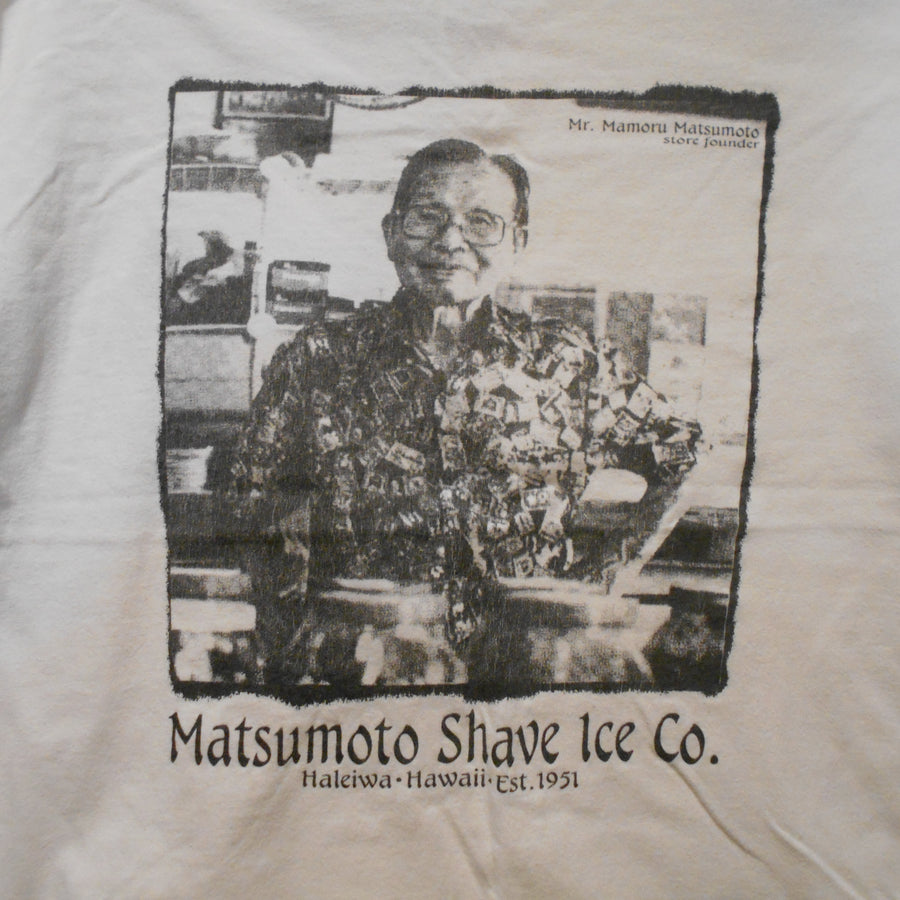 Mr. Mamoru Matsumoto
store founder
Matsumoto Shave Ice Co.
Haleiwa • Hawaii • Est. 1951